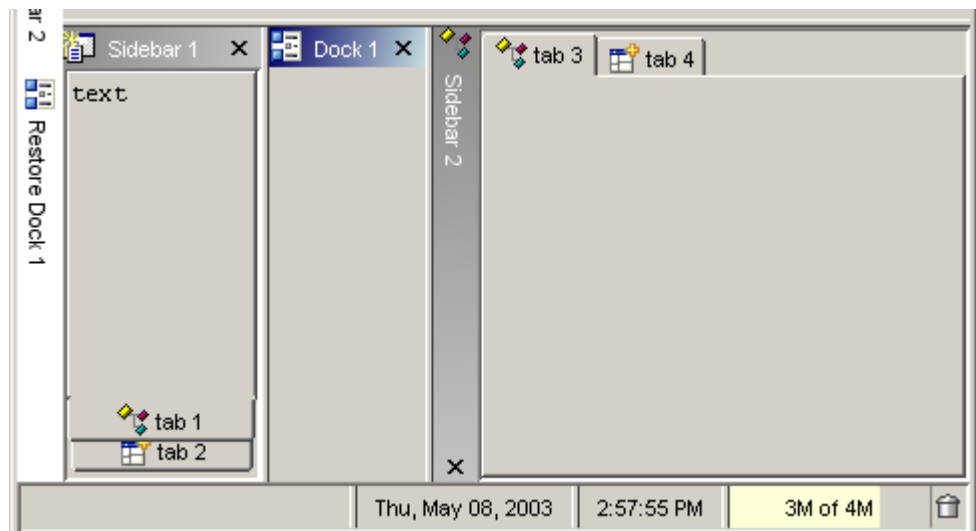 ar 2
Restore Dock 1
Sidebar 1
text
tab 1
tab 2
Dock 1
Sidebar 2
tab 3
tab 4
Thu, May 08, 2003
2:57:55 PM
3M of 4M